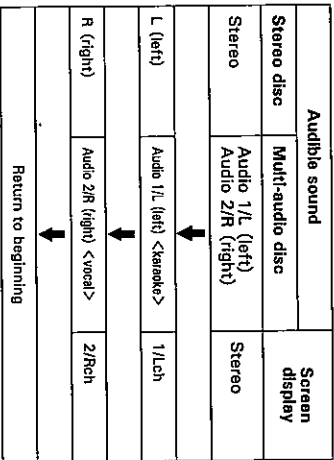 Audible sound
Screen
display
Stereo disc
Multi-audio disc
Stereo
Audio 1/L (left)
Audio 2/R (right)
Stereo
L (left)
Audio 1/L (left) <karaoke>
1/Lch
R (right)
Audio 2/R (right) <vocal>
2/Rch
Return to beginning